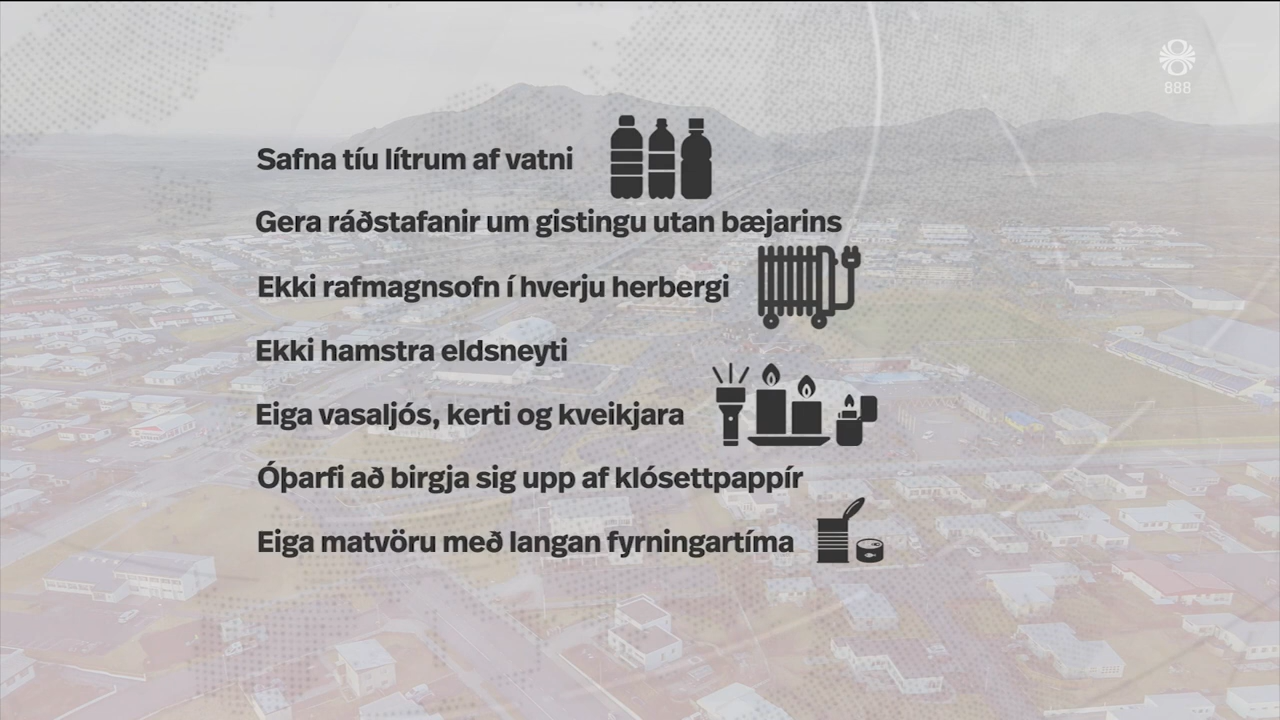 888
Safna tíu lítrum af vatni
Gera ráðstafanir um gistingu utan bæjarins
Ekki rafmagnsofn í hverju herbergi
Ekki hamstra eldsneyti
Eiga vasaljós, kerti og kveikjara
Óþarfi að birgja sig upp af klósettpappír
Eiga matvöru með langan fyrningartíma